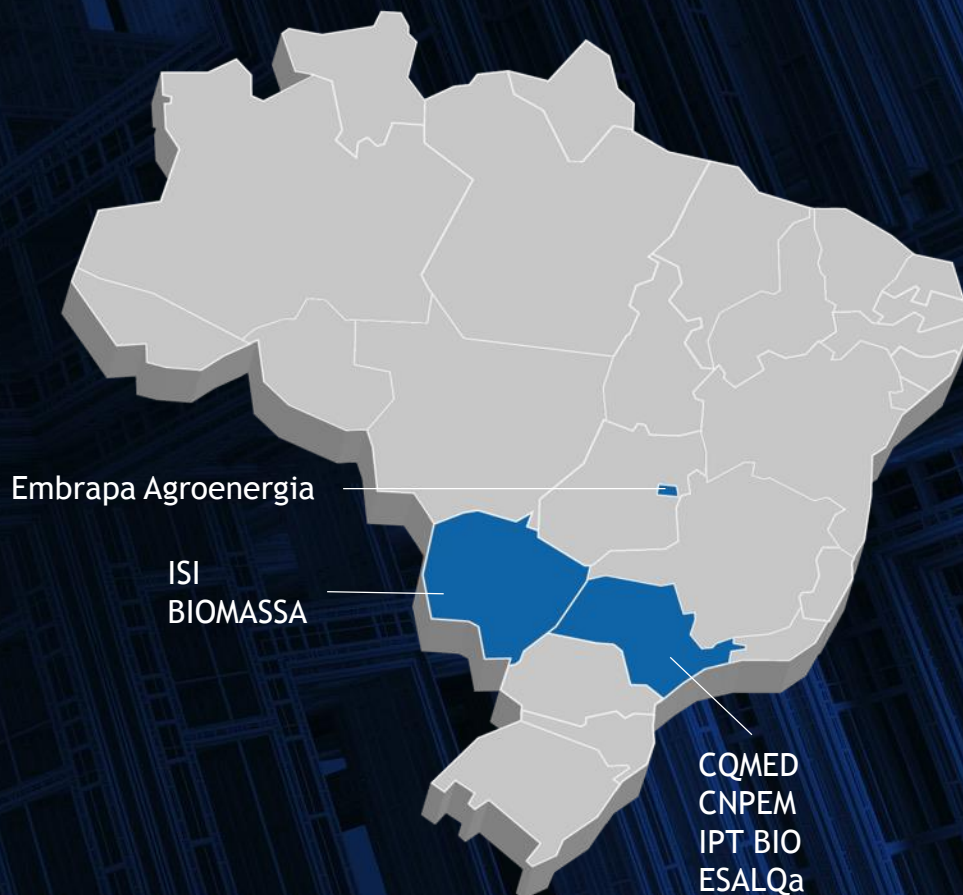 Embrapa Agroenergia
ISI
BIOMASSA
CQMED
CNPEM
IPT BIO
ESALQa